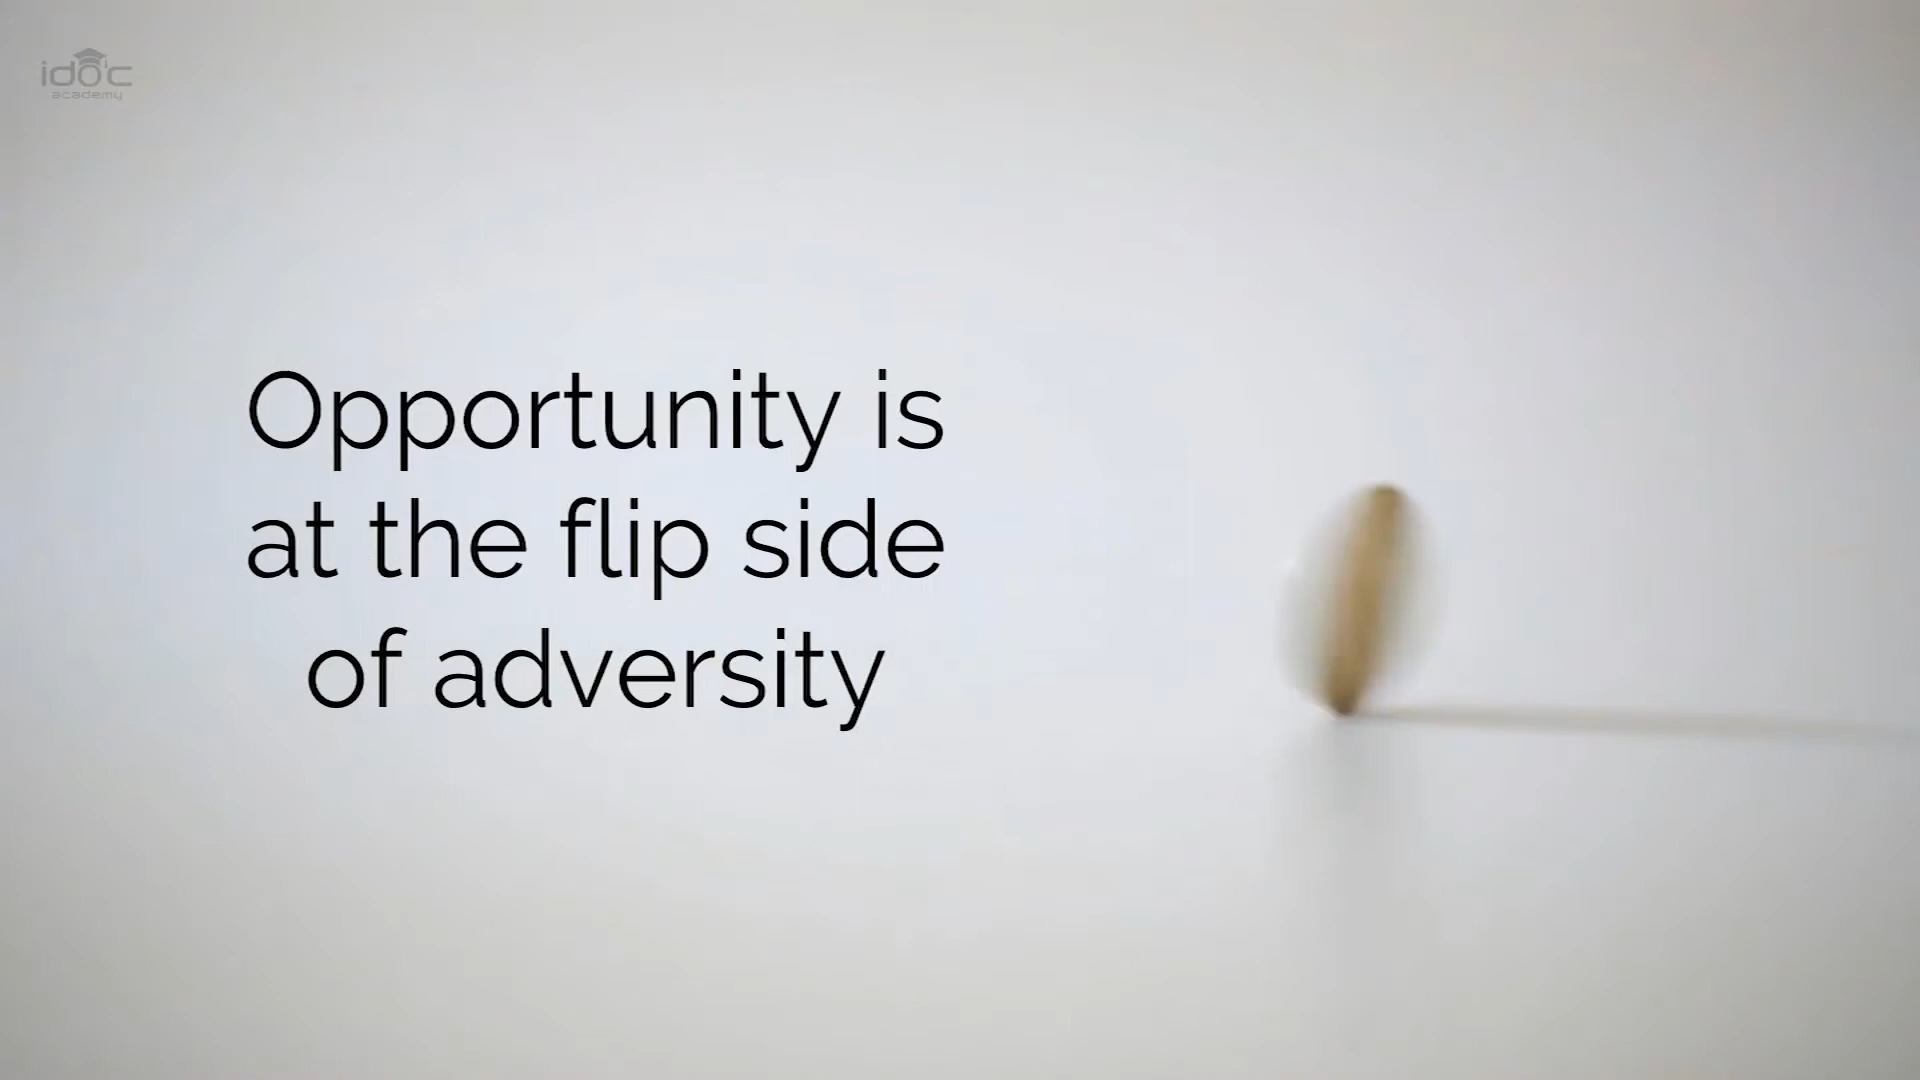 idoc
academy
Opportunity is
at the flip side
of adversity